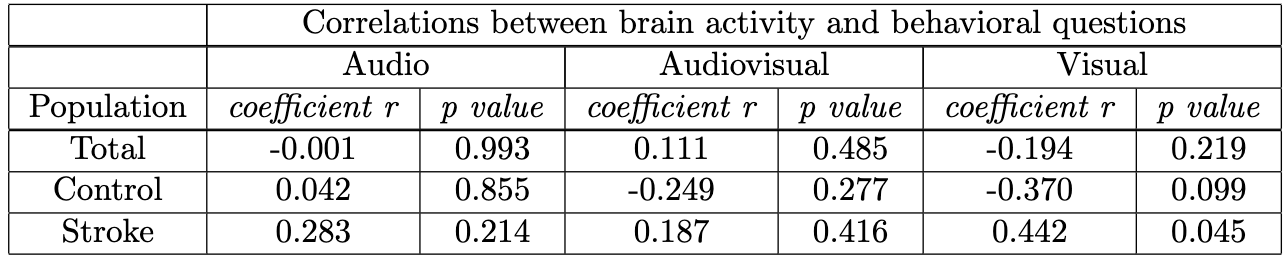 Correlations between brain activity and behavioral questions
Audio Audiovisual Visual
Population coefficient r p value coefficient r p value coefficient r p value
Total -0.001 0.993 0.111 0.485 -0.194 0.219
Control 0.042 0.855 -0.249 0.277 -0.370 0.099
Stroke 0.283 0.214 0.187 0.416 0.442 0.045